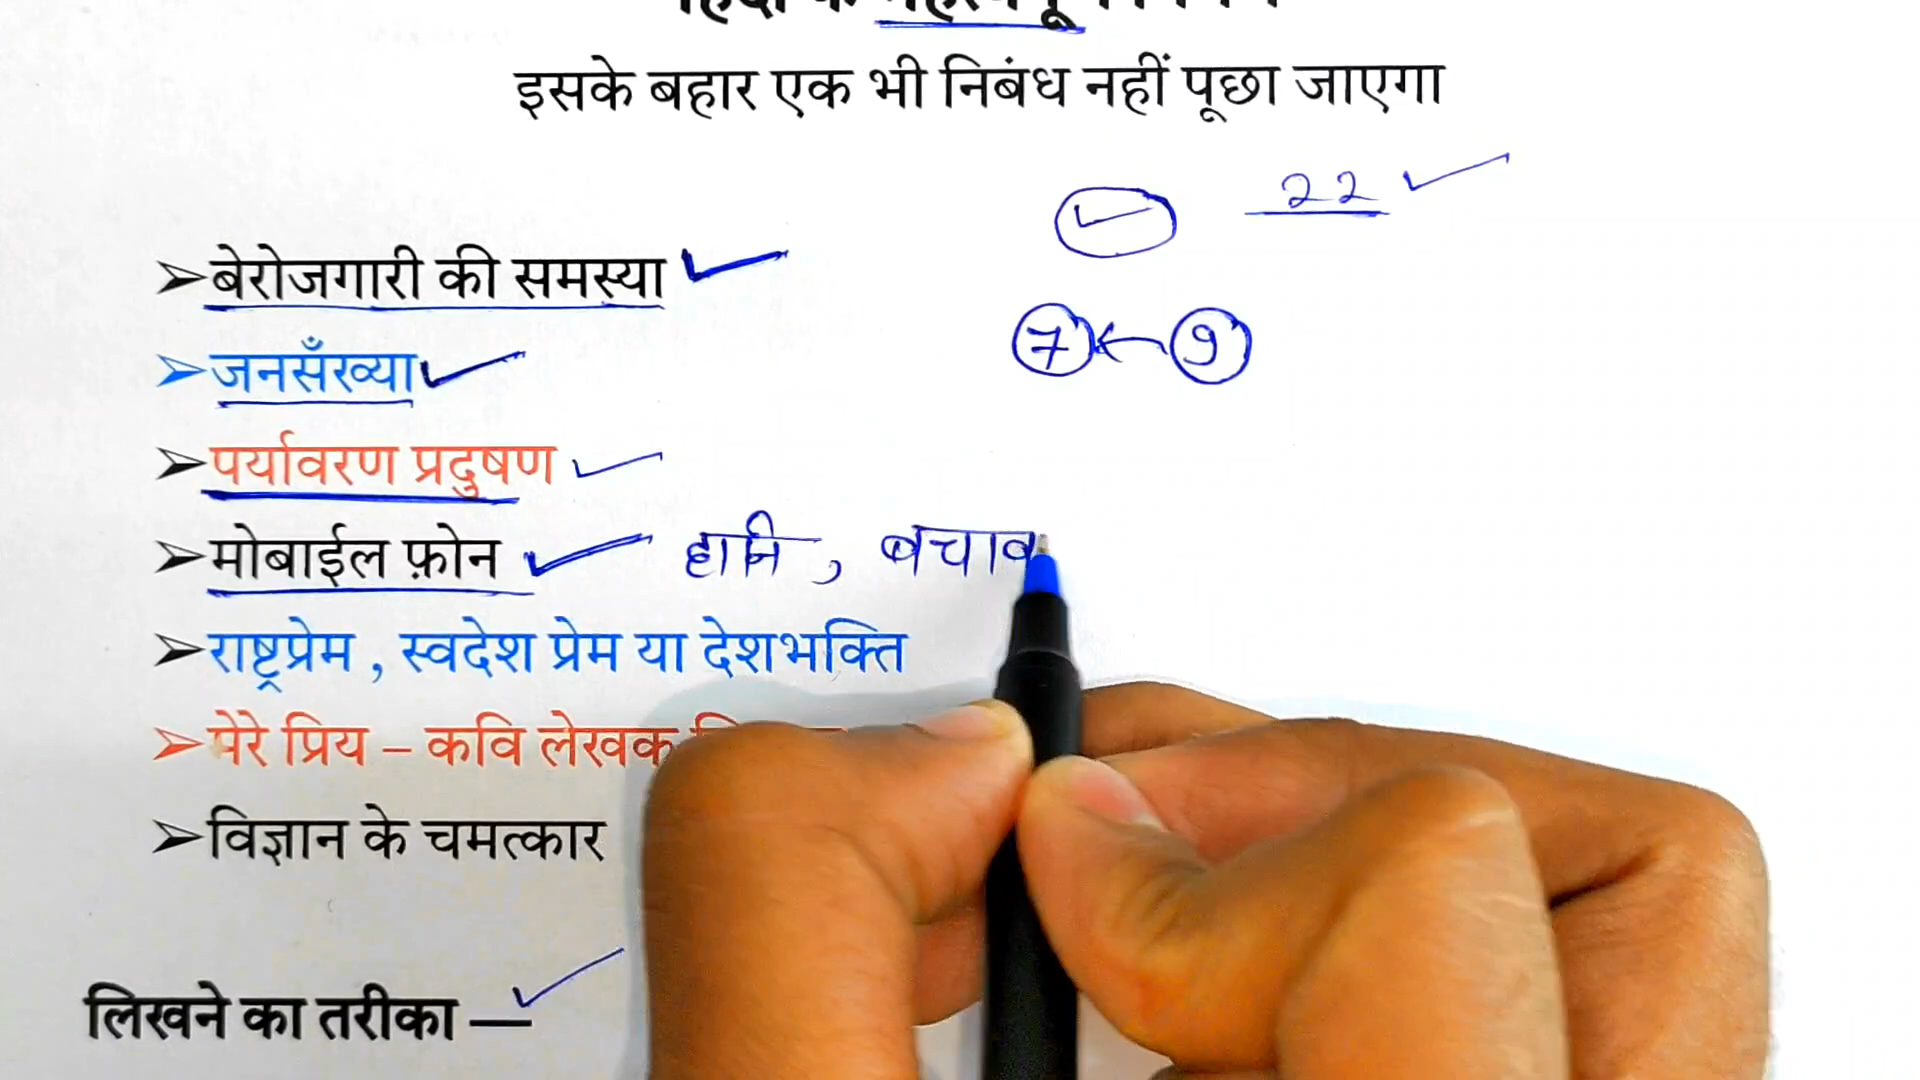 इसके बहार एक भी निबंध नहीं पूछा जाएगा
22
➢बेरोजगारी की समस्या
7 ← 9
➢जनसँख्या
➢पर्यावरण प्रदुषण
➢मोबाईल फ़ोन हानि , बचाव
➢राष्ट्रप्रेम , स्वदेश प्रेम या देशभक्ति
➢मेरे प्रिय – कवि लेखक
➢विज्ञान के चमत्कार
लिखने का तरीका —